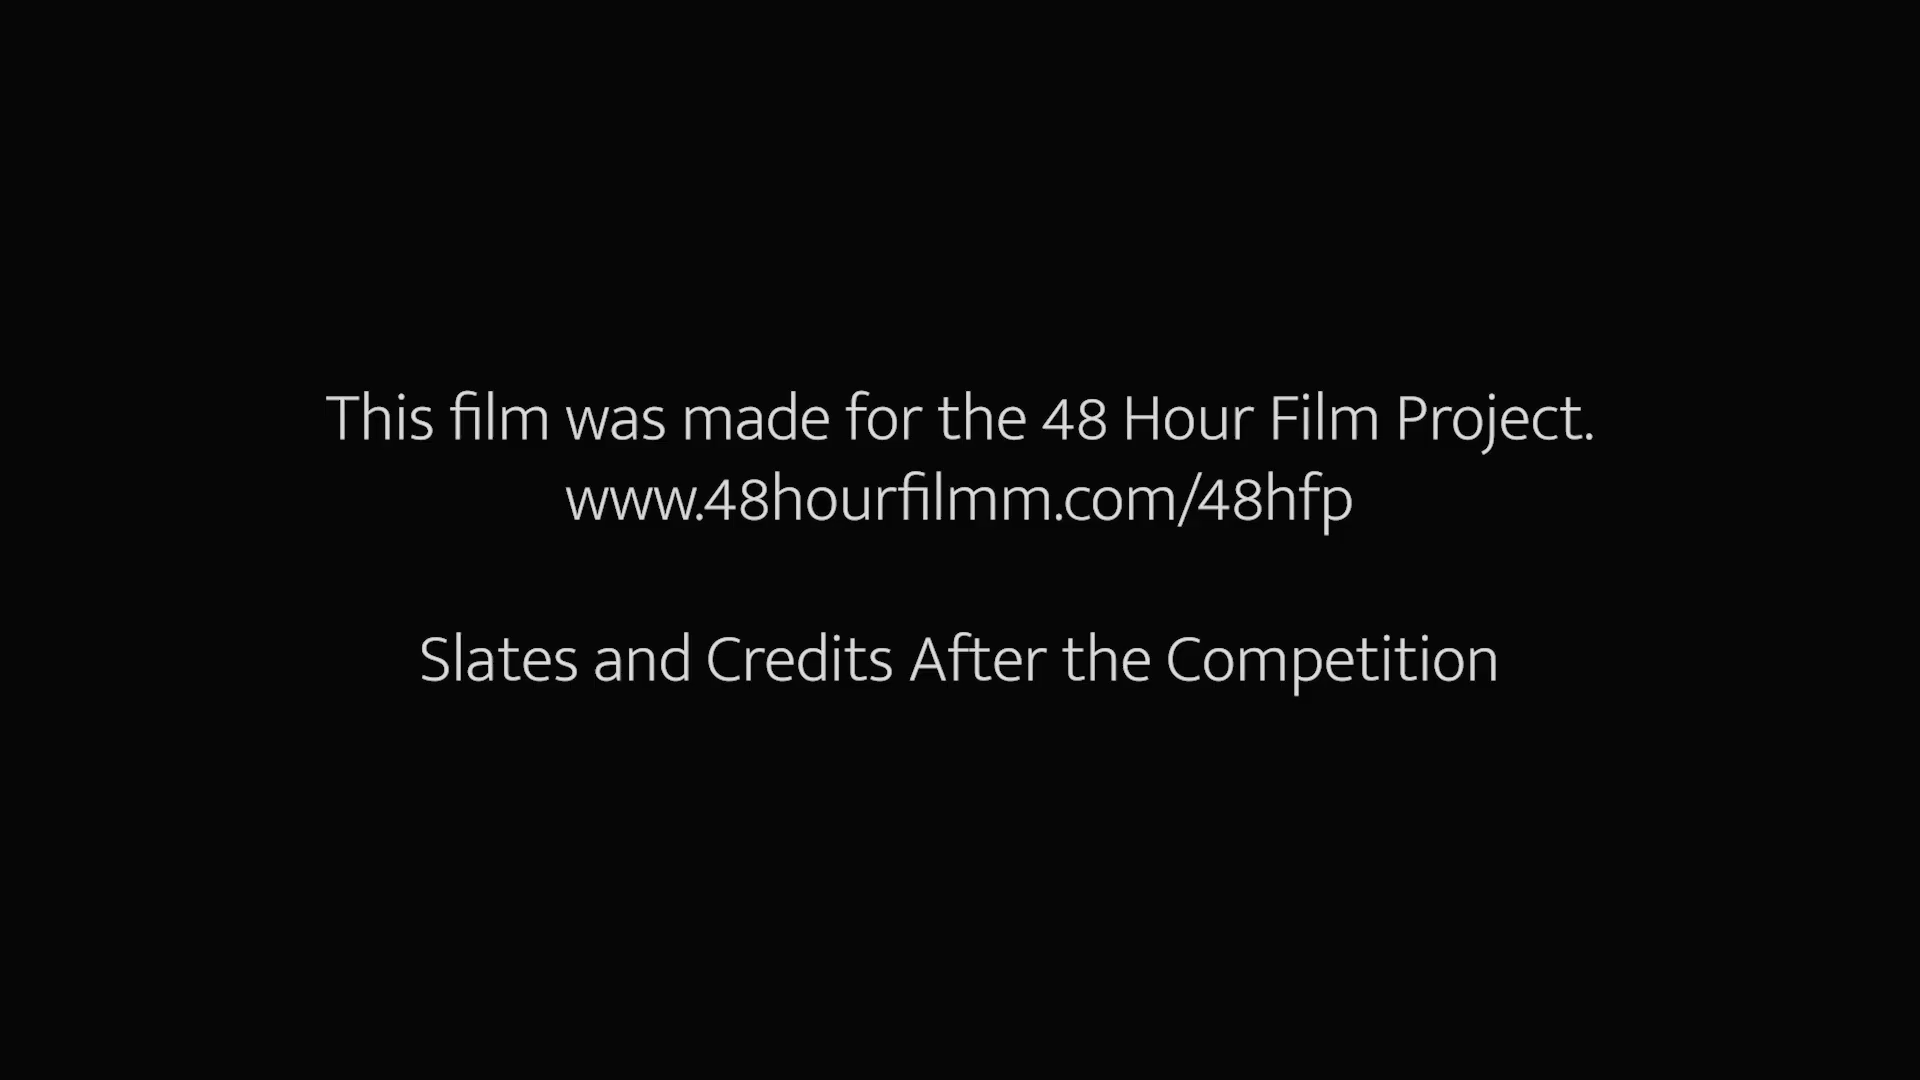 This film was made for the 48 Hour Film Project.
www.48hourfilmm.com/48hfp
Slates and Credits After the Competition